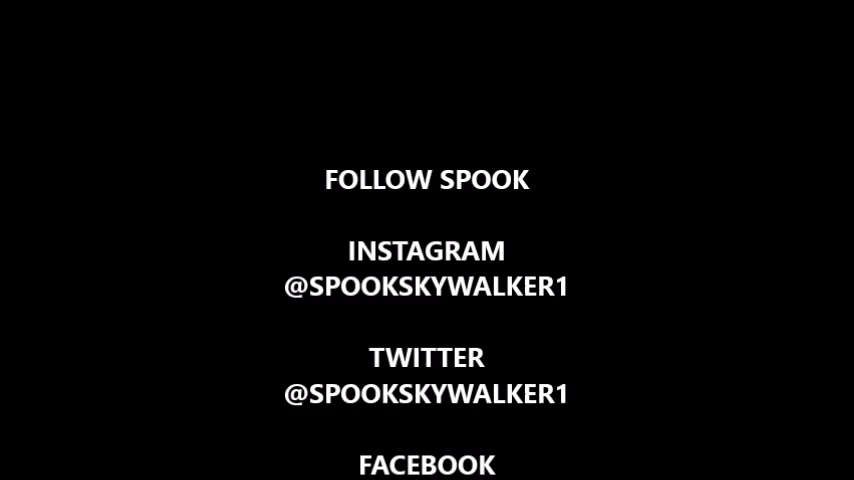 FOLLOW SPOOK
INSTAGRAM
@SPOOKSKYWALKER1
TWITTER
@SPOOKSKYWALKER1
FACEBOOK